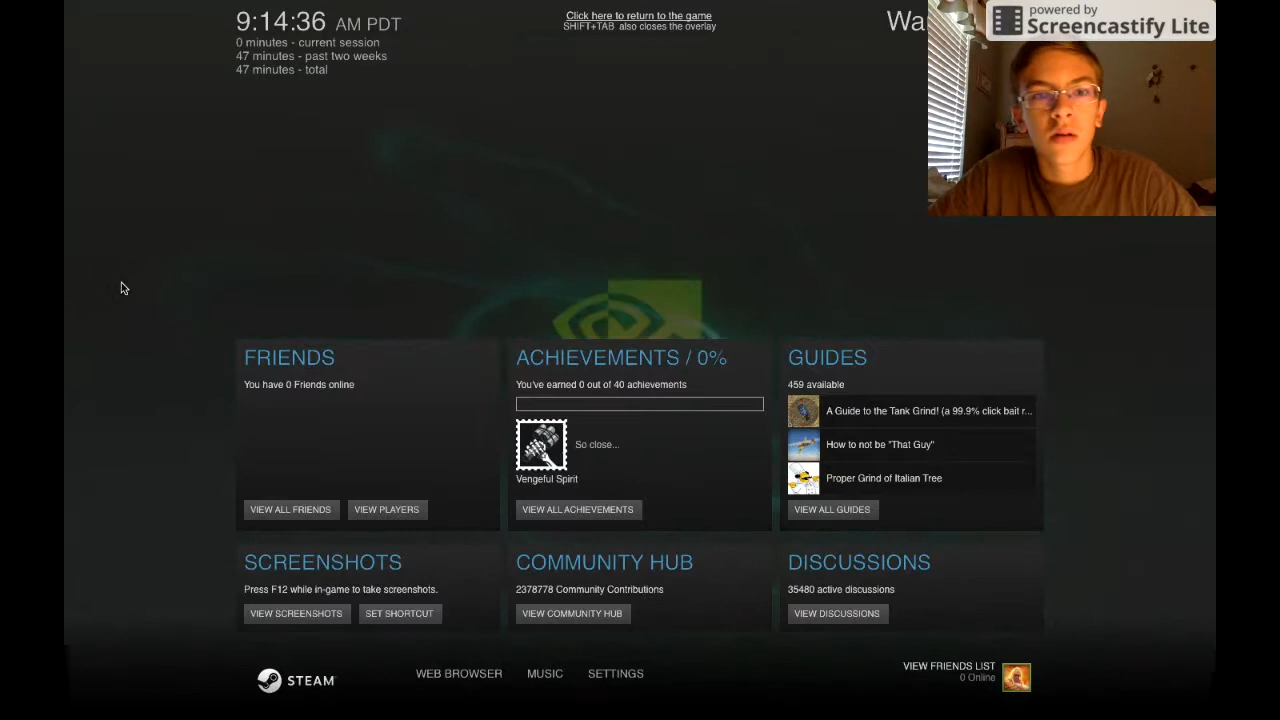 9:14:36 AM PDT
0 minutes - current session
47 minutes - past two weeks
47 minutes - total
Click here to return to the game
SHIFT+TAB also closes the overlay
Wa
powered by
Screencastify Lite
FRIENDS
You have 0 Friends online
VIEW ALL FRIENDS
VIEW PLAYERS
ACHIEVEMENTS / 0%
You've earned 0 out of 40 achievements
So close...
Vengeful Spirit
VIEW ALL ACHIEVEMENTS
GUIDES
459 available
A Guide to the Tank Grind! (a 99.9% click bait r...
How to not be "That Guy"
Proper Grind of Italian Tree
VIEW ALL GUIDES
SCREENSHOTS
Press F12 while in-game to take screenshots.
VIEW SCREENSHOTS
SET SHORTCUT
COMMUNITY HUB
2378778 Community Contributions
VIEW COMMUNITY HUB
DISCUSSIONS
35480 active discussions
VIEW DISCUSSIONS
STEAM
WEB BROWSER
MUSIC
SETTINGS
VIEW FRIENDS LIST
0 Online